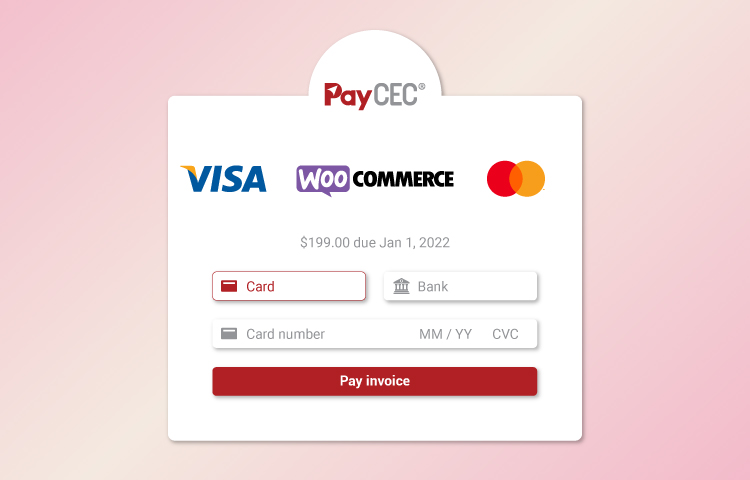 PayCEC®
VISA WOO COMMERCE
$199.00 due Jan 1, 2022
Card Bank
Card number MM / YY CVC
Pay invoice